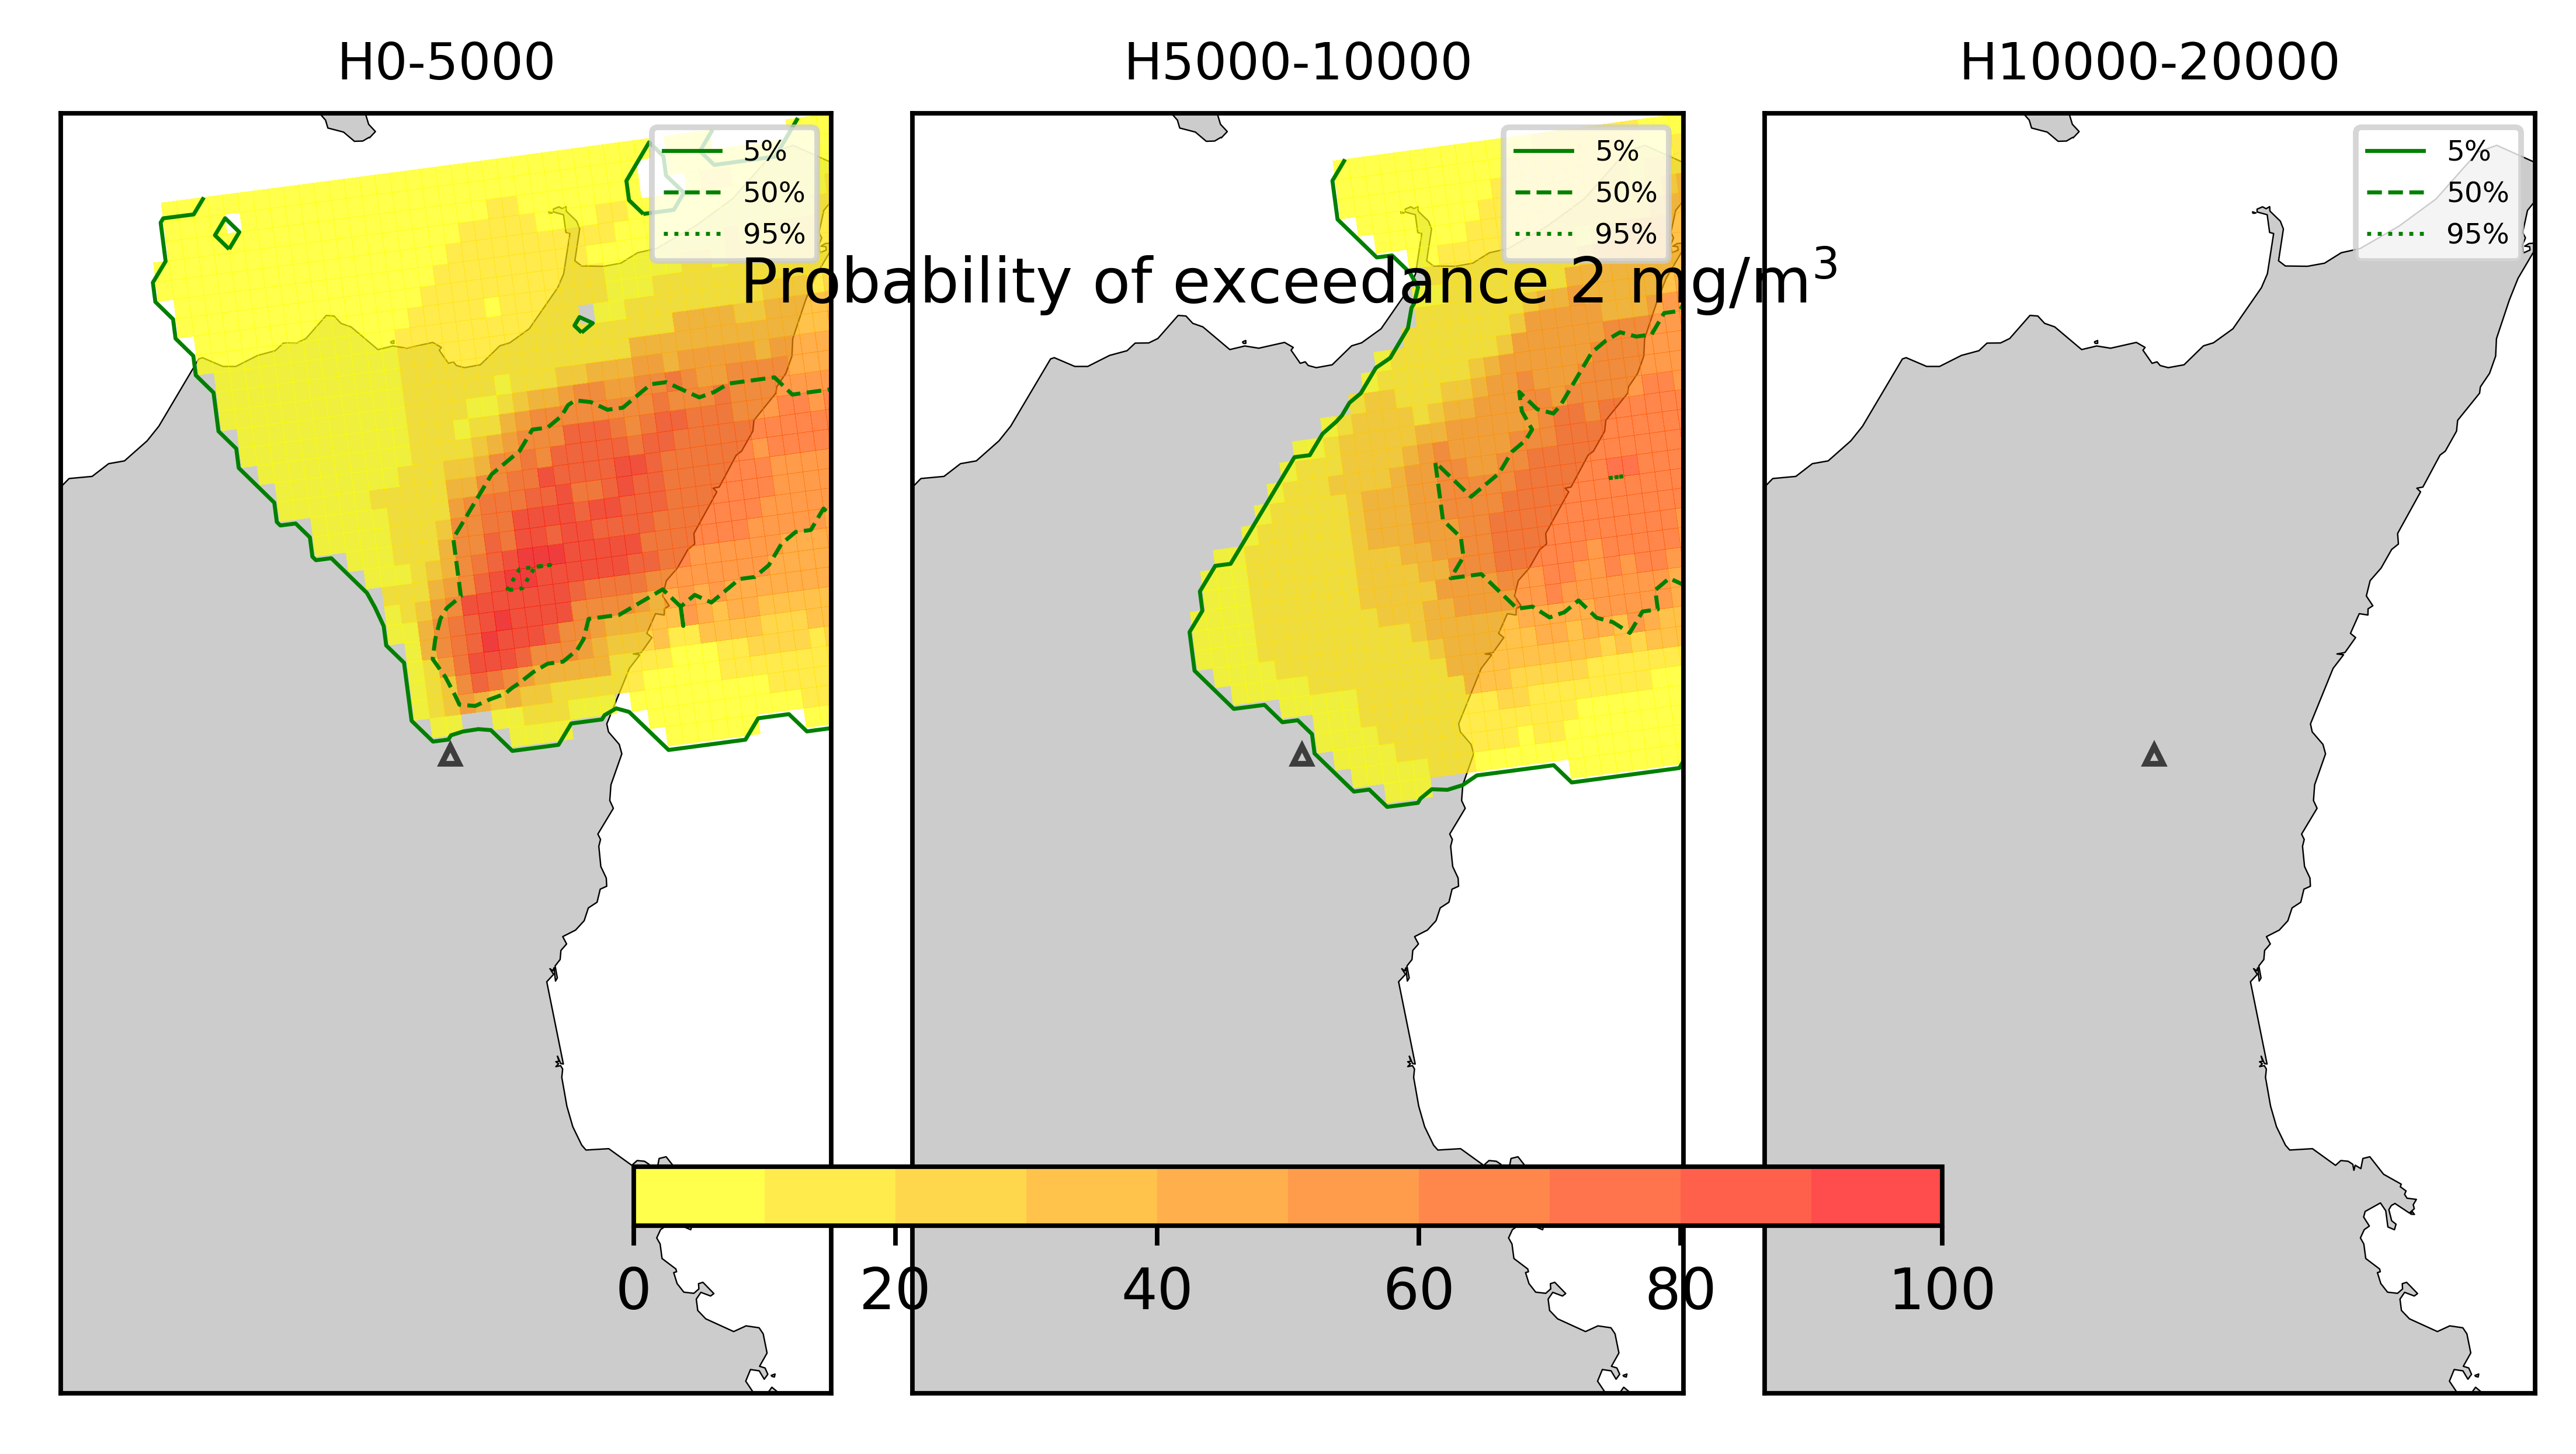 H0-5000 H5000-10000 H10000-20000
5% 5% 5%
50% 50% 50%
95% 95% 95%
Probability of exceedance 2 mg/m³
0 20 40 60 80 100